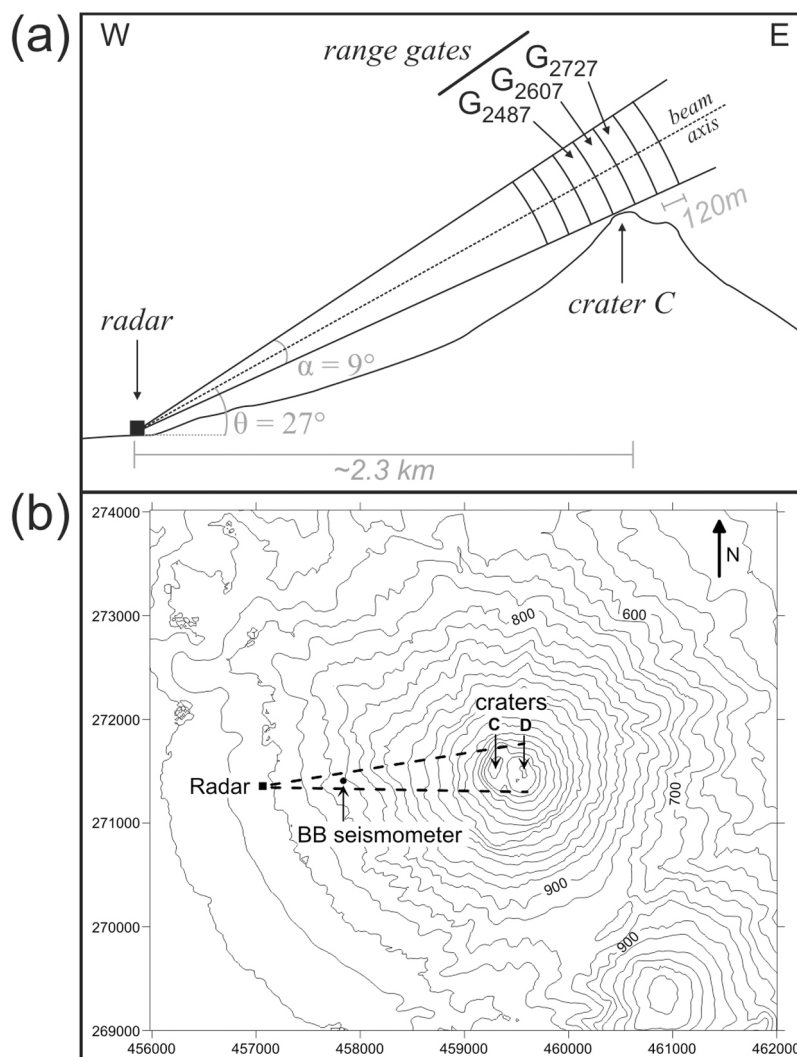 (a)
W
E
range gates
G2727
G2607
G2487
beam
axis
120m
crater C
radar
α = 9°
θ = 27°
~2.3 km
(b)
274000
273000
272000
271000
270000
269000
N
800
600
craters
C D
Radar
700
BB seismometer
900
900
456000 457000 458000 459000 460000 461000 462000